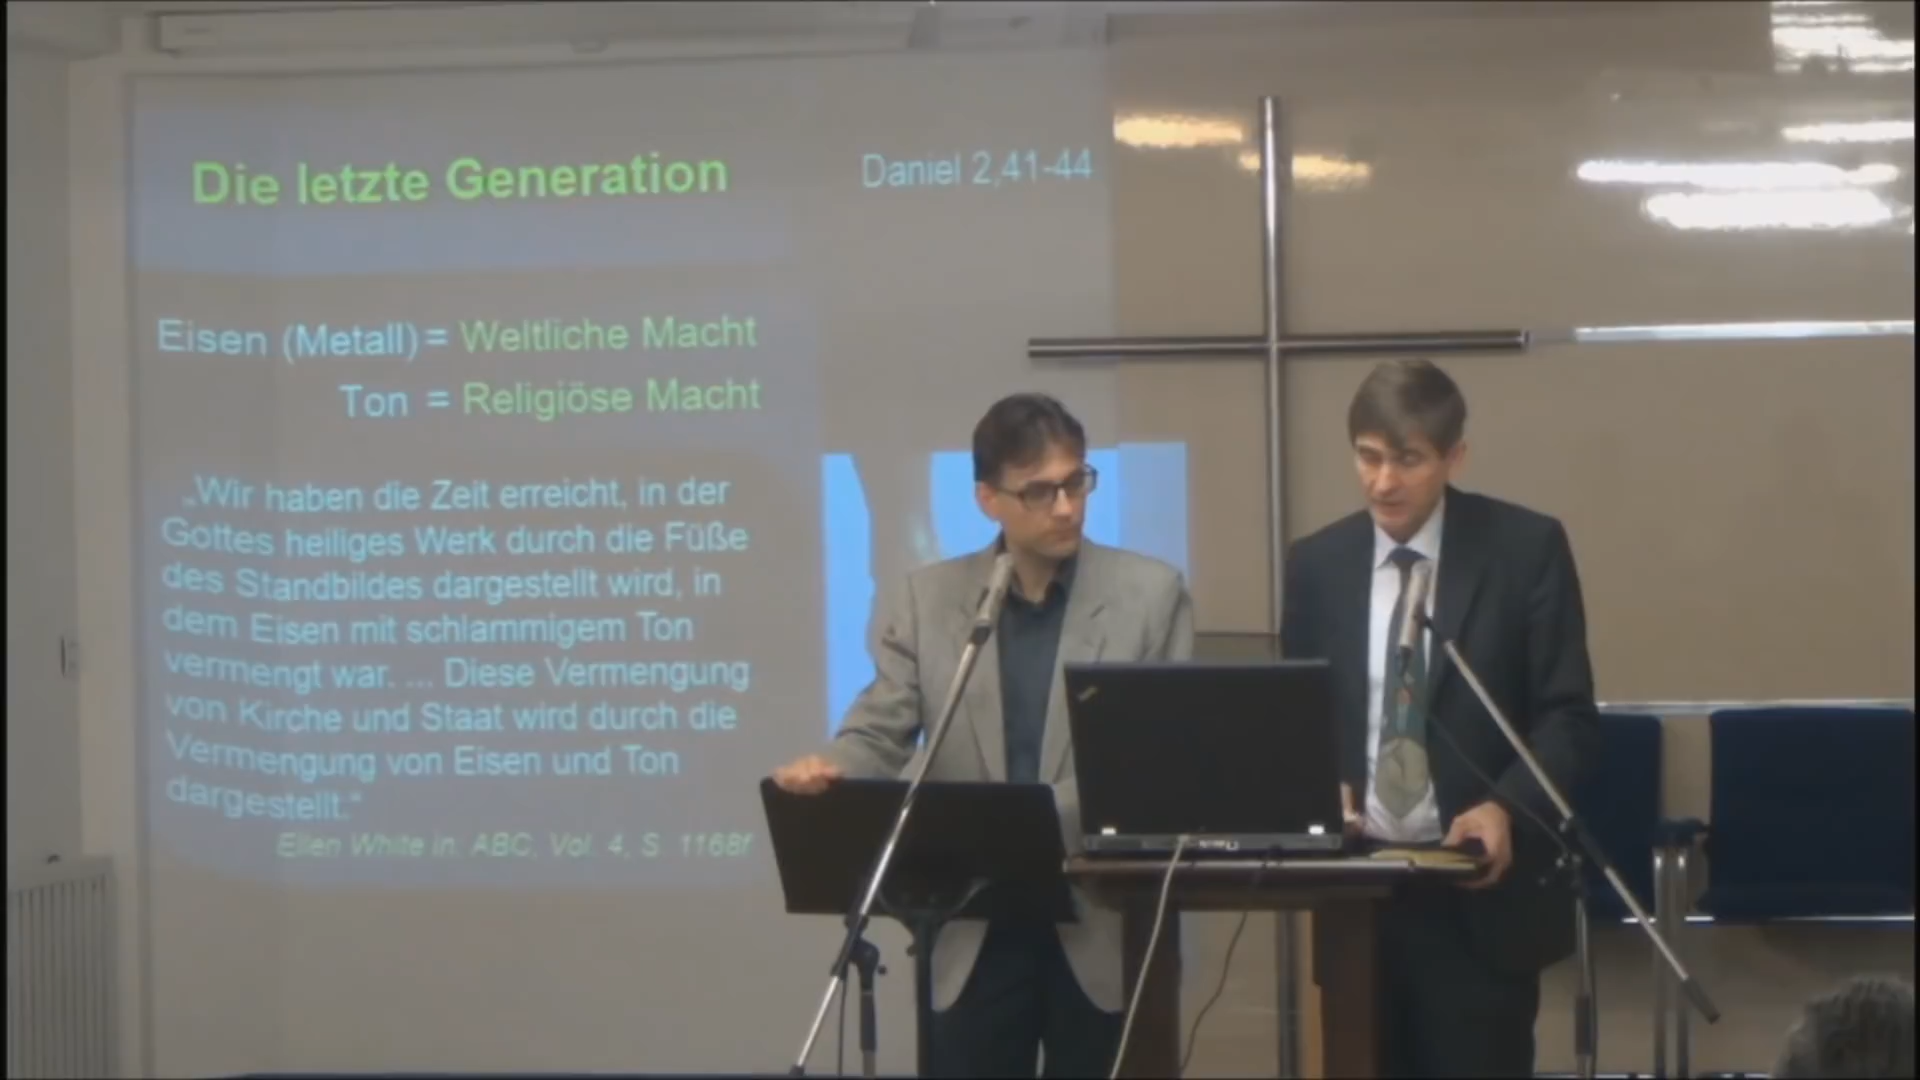 Die letzte Generation
Daniel 2,41-44
Eisen (Metall) = Weltliche Macht
Ton = Religiöse Macht
„Wir haben die Zeit erreicht, in der
Gottes heiliges Werk durch die Füße
des Standbildes dargestellt wird, in
dem Eisen mit schlammigem Ton
vermengt war. ... Diese Vermengung
von Kirche und Staat wird durch die
Vermengung von Eisen und Ton
dargestellt.“
Ellen White in: ABC, Vol. 4, S. 1168f